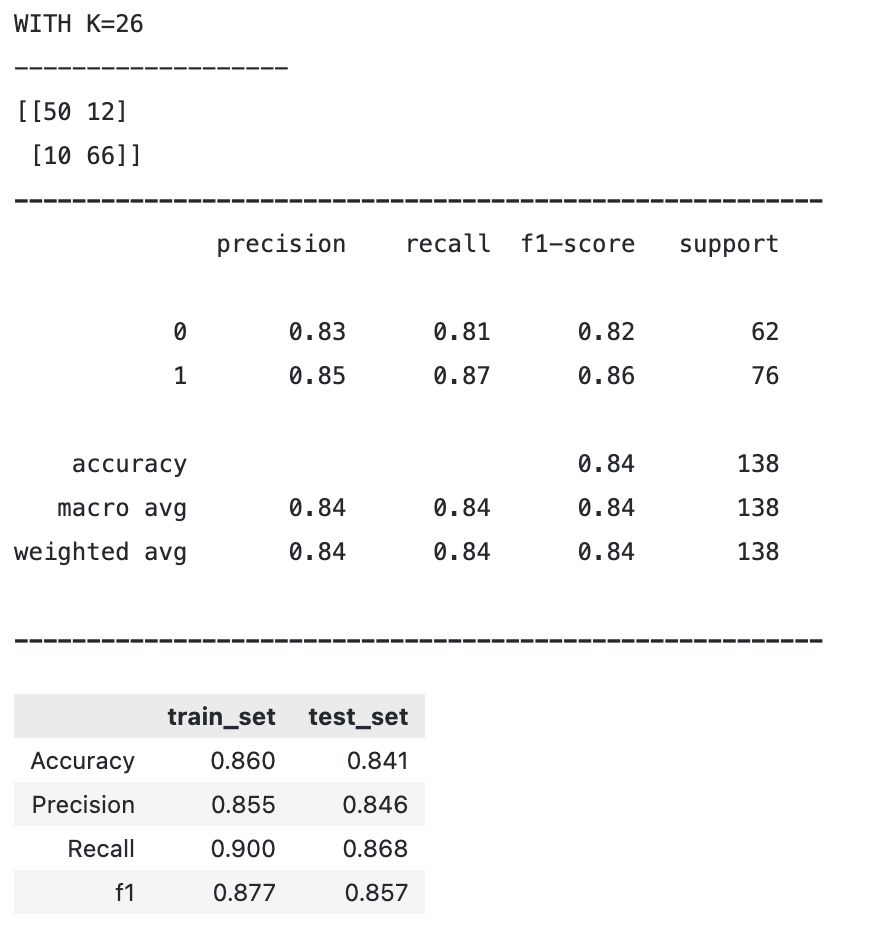 WITH K=26
-------------------
[[50 12]
 [10 66]]
--------------------------------------------------------
precision recall f1-score support
0 0.83 0.81 0.82 62
1 0.85 0.87 0.86 76
accuracy 0.84 138
macro avg 0.84 0.84 0.84 138
weighted avg 0.84 0.84 0.84 138
--------------------------------------------------------
train_set test_set
Accuracy 0.860 0.841
Precision 0.855 0.846
Recall 0.900 0.868
f1 0.877 0.857